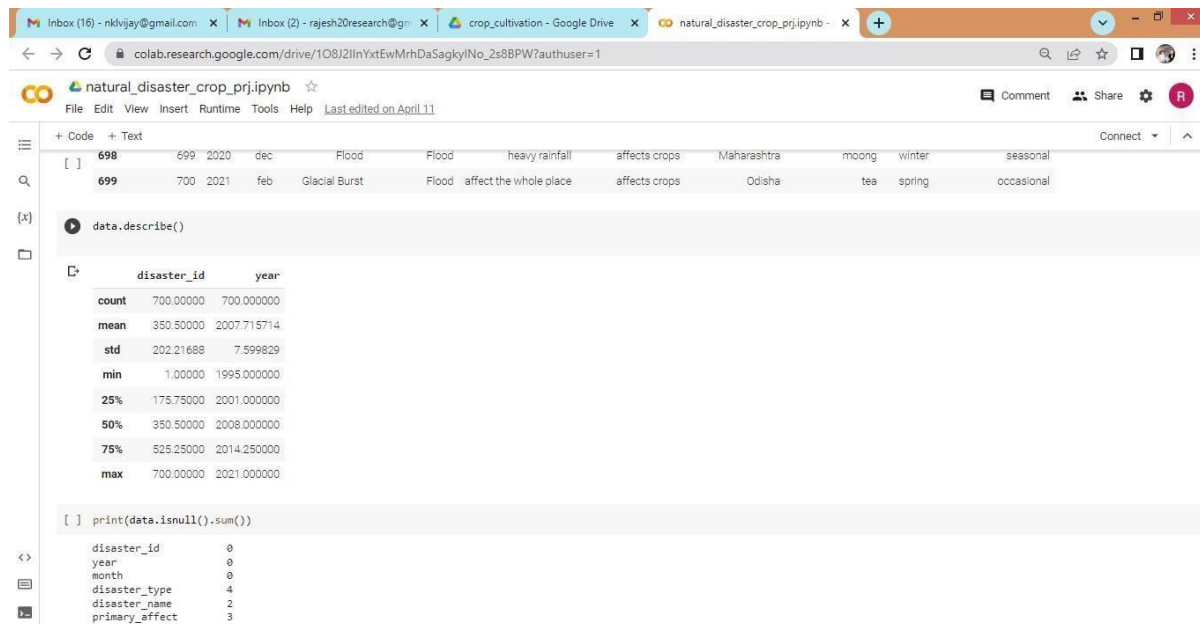 Inbox (16) - nklvijay@gmail.com Inbox (2) - rajesh20research@gm crop_cultivation - Google Drive natural_disaster_crop_prj.ipynb -
colab.research.google.com/drive/1O8J2IInYxtEwMrhDaSagkyINo_2s8BPW?authuser=1
natural_disaster_crop_prj.ipynb
Comment Share R
File Edit View Insert Runtime Tools Help Last edited on April 11
+ Code + Text Connect
[ ] 698 699 2020 dec Flood Flood heavy rainfall affects crops Maharashtra moong winter seasonal
699 700 2021 feb Glacial Burst Flood affect the whole place affects crops Odisha tea spring occasional
{x}
data.describe()
disaster_id year
count 700.00000 700.000000
mean 350.50000 2007.715714
std 202.21688 7.599829
min 1.00000 1995.000000
25% 175.75000 2001.000000
50% 350.50000 2008.000000
75% 525.25000 2014.250000
max 700.00000 2021.000000
[ ] print(data.isnull().sum())
disaster_id 0
year 0
month 0
disaster_type 4
disaster_name 2
primary_affect 3